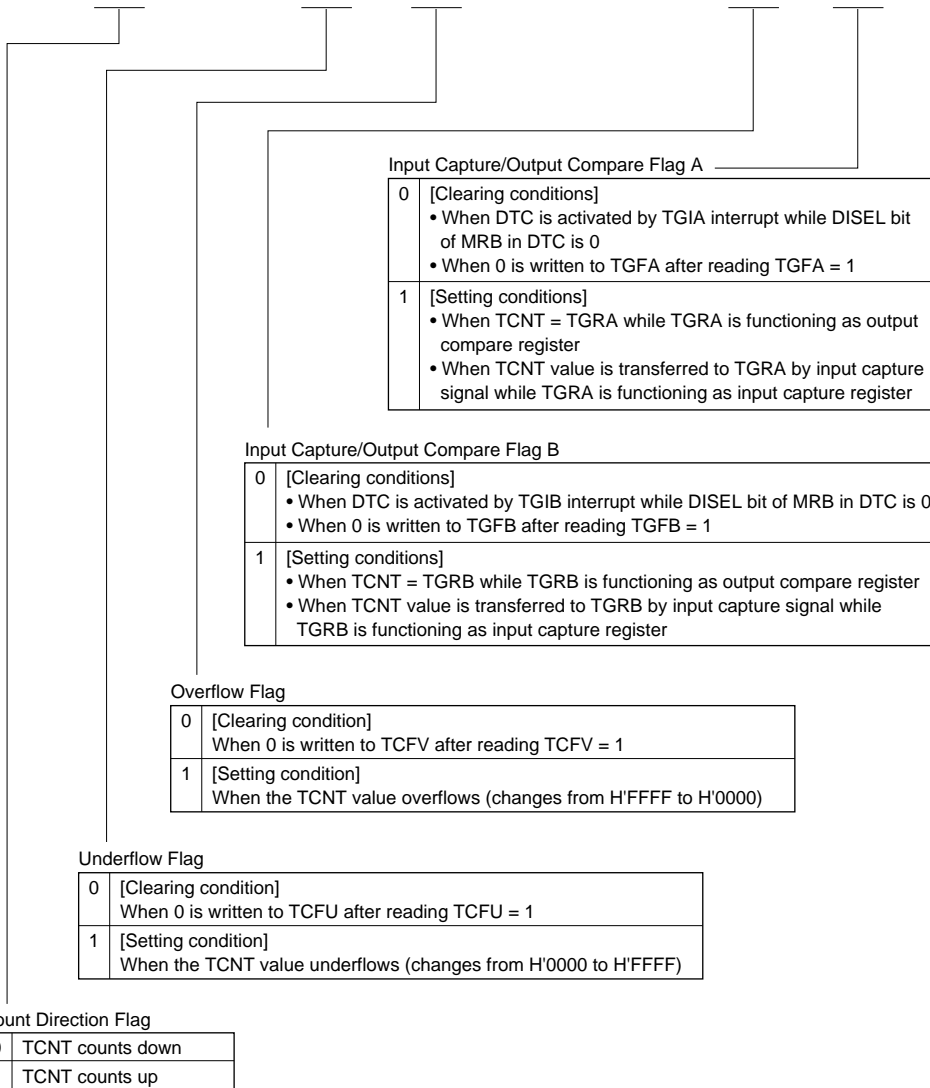 Input Capture/Output Compare Flag A
0 [Clearing conditions]
• When DTC is activated by TGIA interrupt while DISEL bit
of MRB in DTC is 0
• When 0 is written to TGFA after reading TGFA = 1
1 [Setting conditions]
• When TCNT = TGRA while TGRA is functioning as output
compare register
• When TCNT value is transferred to TGRA by input capture
signal while TGRA is functioning as input capture register
Input Capture/Output Compare Flag B
0 [Clearing conditions]
• When DTC is activated by TGIB interrupt while DISEL bit of MRB in DTC is 0
• When 0 is written to TGFB after reading TGFB = 1
1 [Setting conditions]
• When TCNT = TGRB while TGRB is functioning as output compare register
• When TCNT value is transferred to TGRB by input capture signal while
TGRB is functioning as input capture register
Overflow Flag
0 [Clearing condition]
When 0 is written to TCFV after reading TCFV = 1
1 [Setting condition]
When the TCNT value overflows (changes from H'FFFF to H'0000)
Underflow Flag
0 [Clearing condition]
When 0 is written to TCFU after reading TCFU = 1
1 [Setting condition]
When the TCNT value underflows (changes from H'0000 to H'FFFF)
ount Direction Flag
TCNT counts down
TCNT counts up